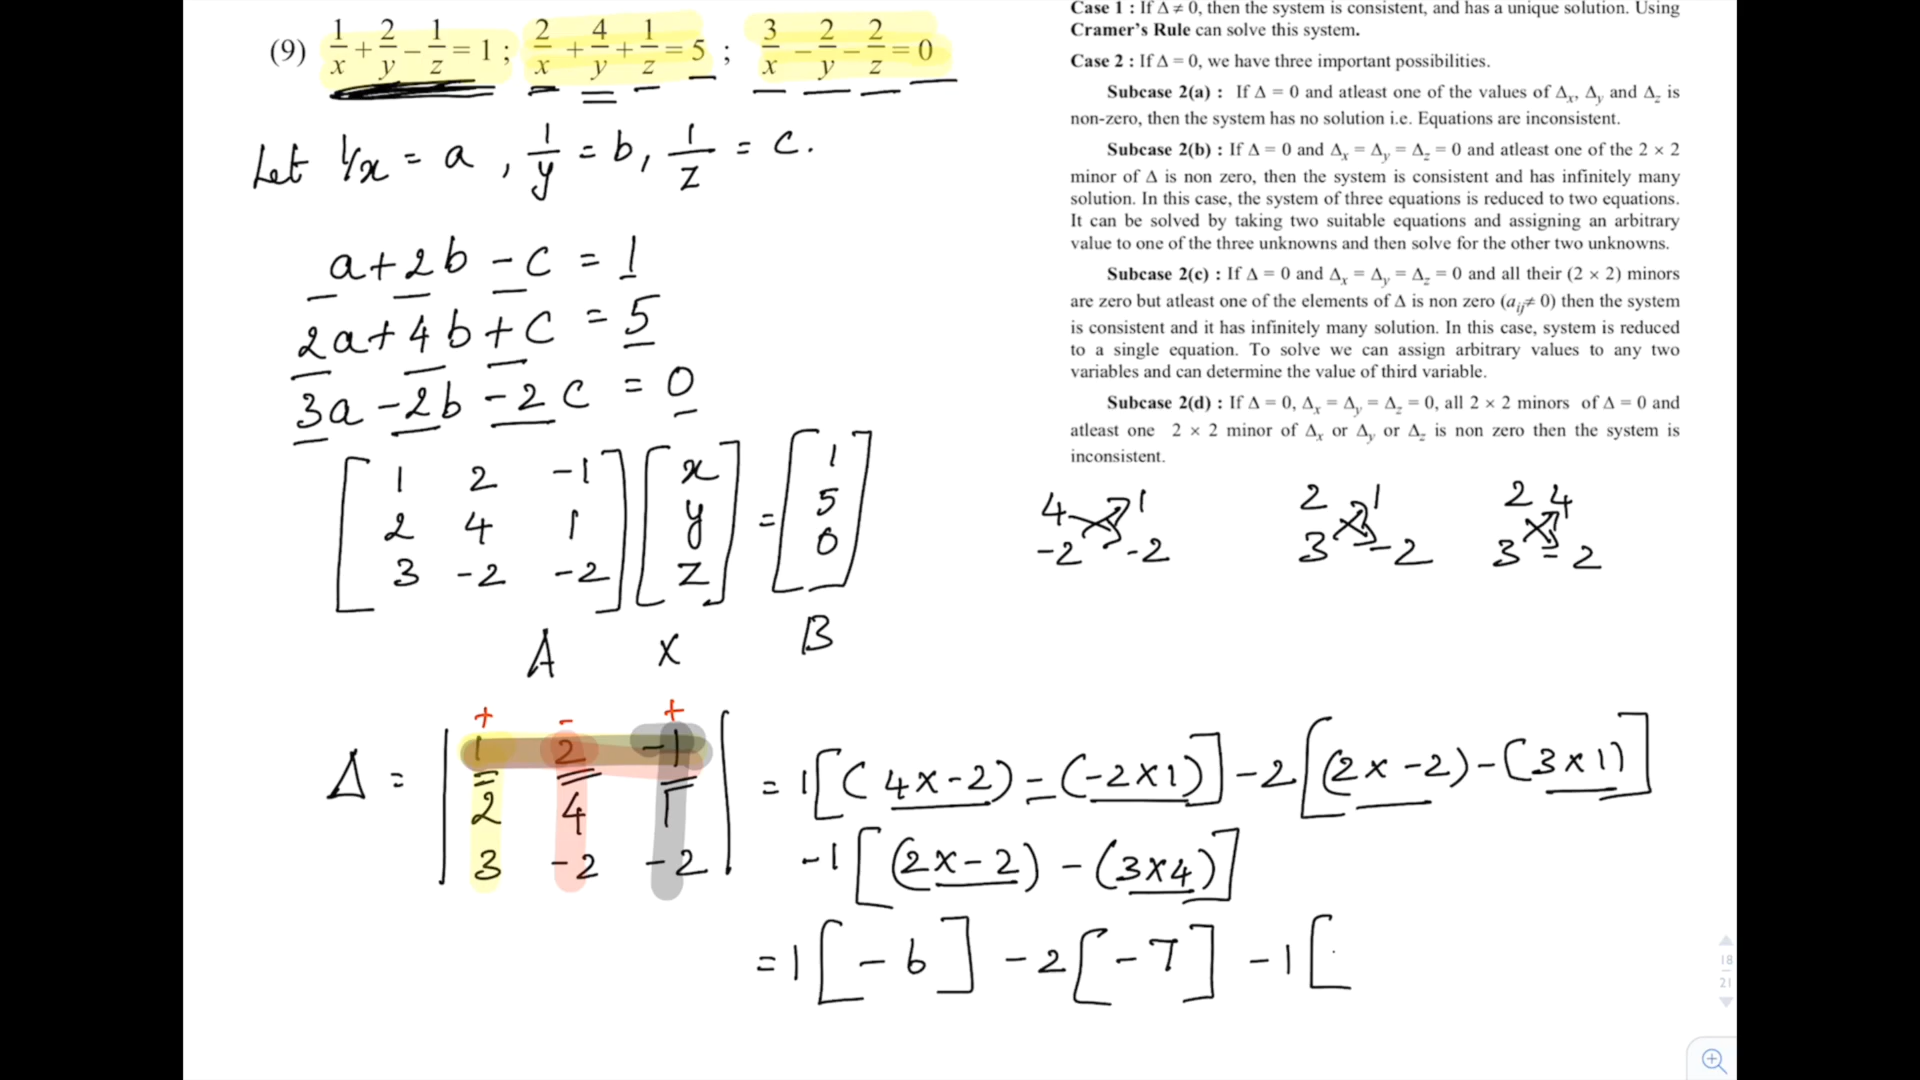 (9) 1/x + 2/y − 1/z = 1 ; 2/x + 4/y + 1/z = 5 ; 3/x − 2/y − 2/z = 0
Let 1/x = a , 1/y = b, 1/z = c.
a + 2b − c = 1
2a + 4b + c = 5
3a − 2b − 2c = 0
[ 1 2 −1 ] [ x ] = [ 1 ]
2 4 1 y 5
3 −2 −2 z 0
A X B
+ - +
Δ = | 1 2 −1 | = 1[(4x−2) − (−2x1)] − 2[(2x−2) − (3x1)]
2 4 1
3 −2 −2 −1[(2x−2) − (3x4)]
= 1[−6] − 2[−7] − 1[
Case 1 : If Δ ≠ 0, then the system is consistent, and has a unique solution. Using
Cramer's Rule can solve this system.
Case 2 : If Δ = 0, we have three important possibilities.
Subcase 2(a) : If Δ = 0 and atleast one of the values of Δx, Δy and Δz is
non-zero, then the system has no solution i.e. Equations are inconsistent.
Subcase 2(b) : If Δ = 0 and Δx = Δy = Δz = 0 and atleast one of the 2 × 2
minor of Δ is non zero, then the system is consistent and has infinitely many
solution. In this case, the system of three equations is reduced to two equations.
It can be solved by taking two suitable equations and assigning an arbitrary
value to one of the three unknowns and then solve for the other two unknowns.
Subcase 2(c) : If Δ = 0 and Δx = Δy = Δz = 0 and all their (2 × 2) minors
are zero but atleast one of the elements of Δ is non zero (aij ≠ 0) then the system
is consistent and it has infinitely many solution. In this case, system is reduced
to a single equation. To solve we can assign arbitrary values to any two
variables and can determine the value of third variable.
Subcase 2(d) : If Δ = 0, Δx = Δy = Δz = 0, all 2 × 2 minors of Δ = 0 and
atleast one 2 × 2 minor of Δx or Δy or Δz is non zero then the system is
inconsistent.
4 1 2 1 2 4
−2 −2 3 −2 3 −2
18
21